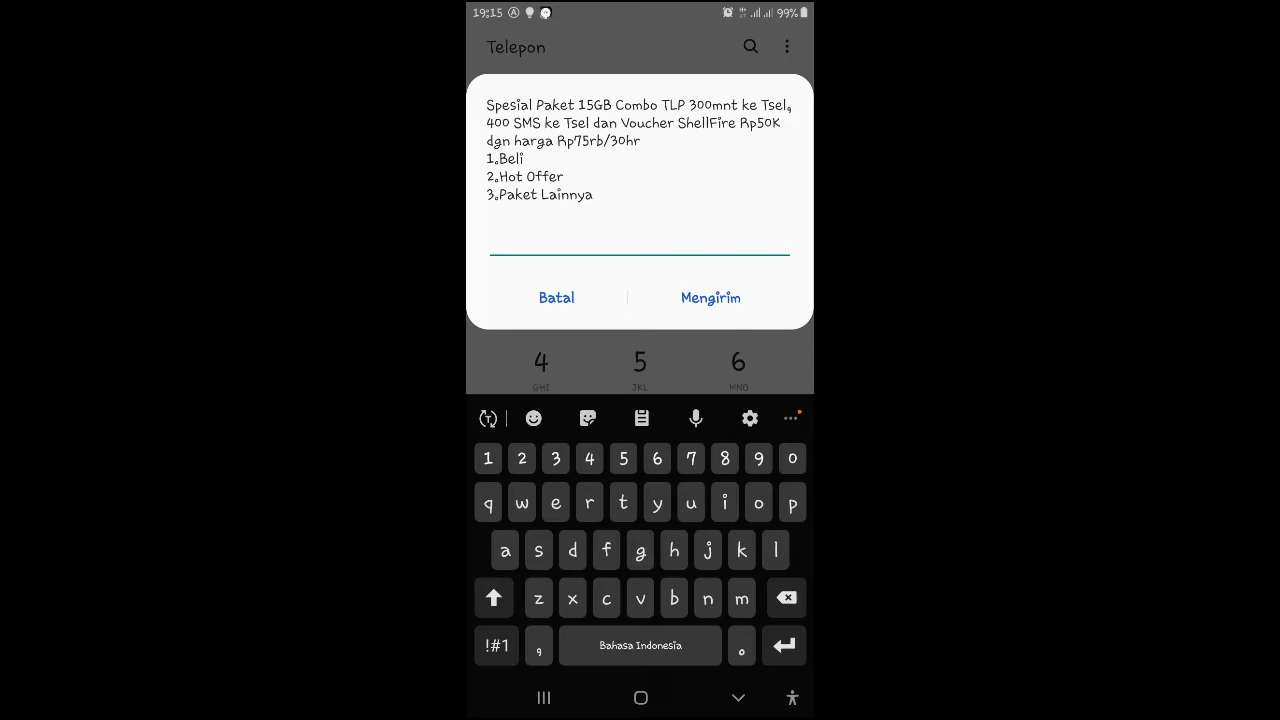 19:15
99%
Telepon
Spesial Paket 15GB Combo TLP 300mnt ke Tsel,
400 SMS ke Tsel dan Voucher ShellFire Rp50K
dgn harga Rp75rb/30hr
1.Beli
2.Hot Offer
3.Paket Lainnya
Batal Mengirim
4 5 6
GHI JKL MNO
1 2 3 4 5 6 7 8 9 0
q w e r t y u i o p
a s d f g h j k l
z x c v b n m
!#1 , Bahasa Indonesia .